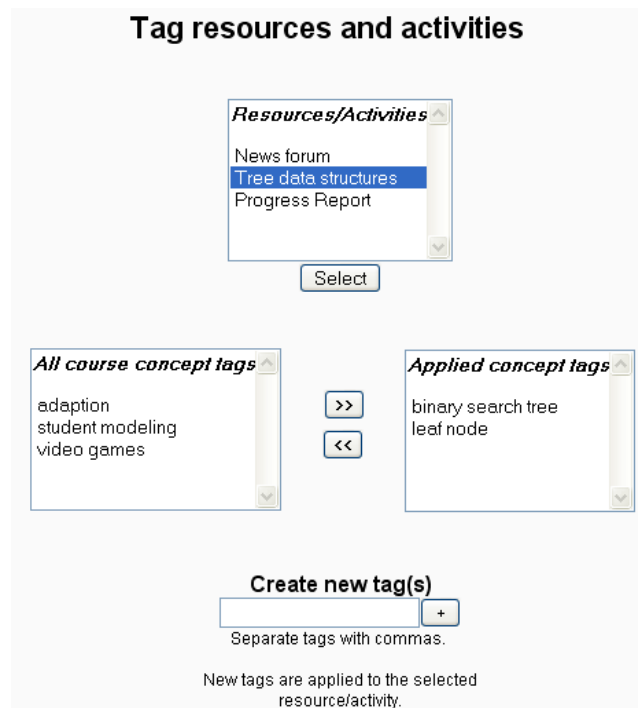 Tag resources and activities
Resources/Activities
News forum
Tree data structures
Progress Report
Select
All course concept tags
adaption
student modeling
video games
>>
<<
Applied concept tags
binary search tree
leaf node
Create new tag(s)
+
Separate tags with commas.
New tags are applied to the selected
resource/activity.